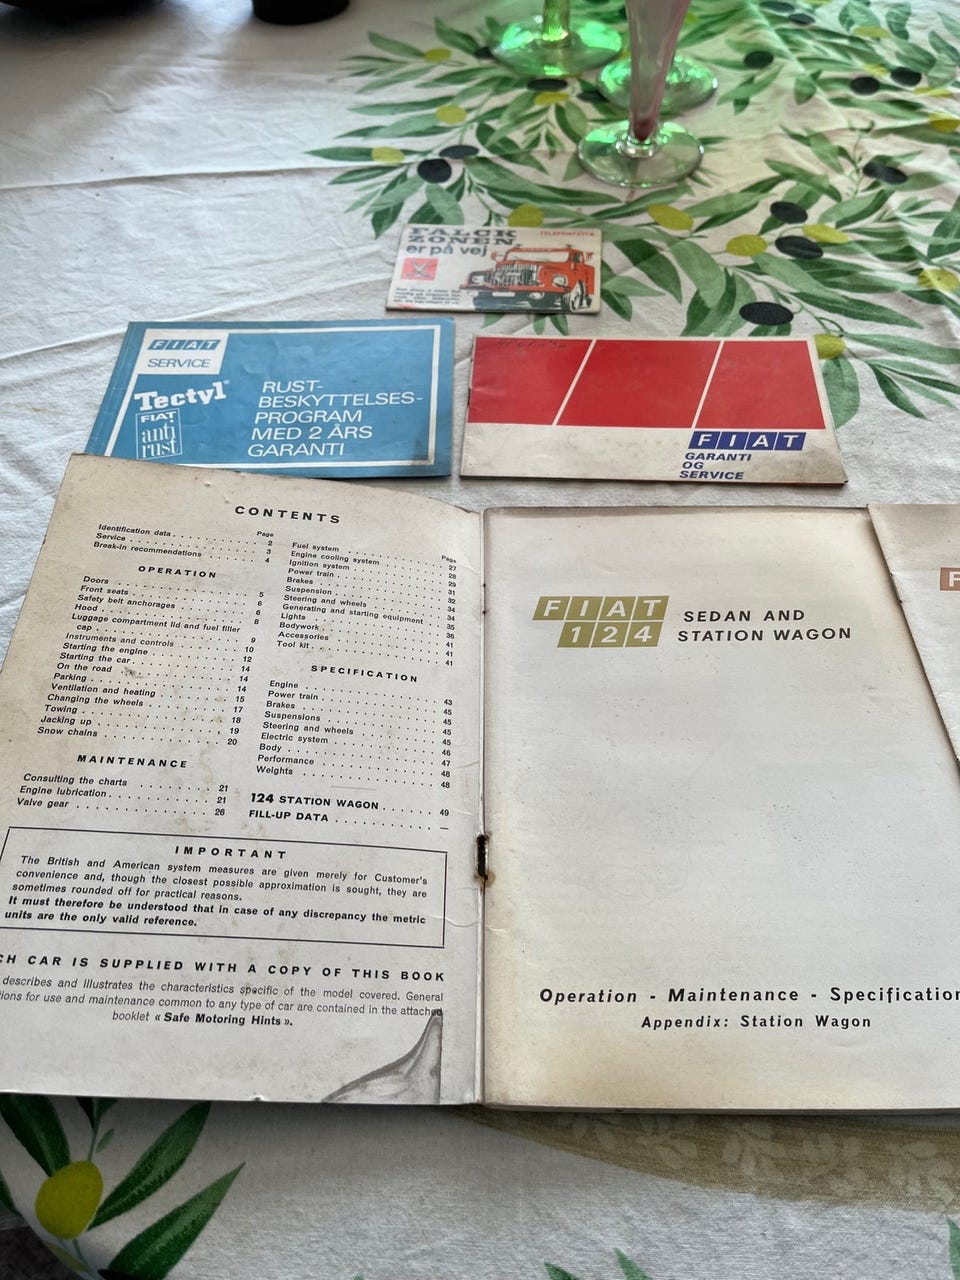 FALCK
ZONEN
er på vej
FIAT
SERVICE
Tectyl®
FIAT
anti
rust
RUST-
BESKYTTELSES-
PROGRAM
MED 2 ÅRS
GARANTI
FIAT
GARANTI
OG
SERVICE
CONTENTS
Page
Identification data . . . . . 2
Service . . . . . 3
Break-in recommendations . . . . . 4
OPERATION
Doors . . . . . 5
Front seats . . . . . 6
Safety belt anchorages . . . . . 6
Hood . . . . . 8
Luggage compartment lid and fuel filler
cap . . . . . 9
Instruments and controls . . . . . 10
Starting the engine . . . . . 12
Starting the car . . . . . 14
On the road . . . . . 14
Parking . . . . . 14
Ventilation and heating . . . . . 15
Changing the wheels . . . . . 17
Towing . . . . . 18
Jacking up . . . . . 19
Snow chains . . . . . 20
MAINTENANCE
Consulting the charts . . . . . 21
Engine lubrication . . . . . 21
Valve gear . . . . . 26
Page
Fuel system . . . . . 27
Engine cooling system . . . . . 28
Ignition system . . . . . 29
Power train . . . . . 31
Brakes . . . . . 32
Suspension . . . . . 34
Steering and wheels . . . . . 34
Generating and starting equipment . 35
Lights . . . . . 36
Bodywork . . . . . 41
Accessories . . . . . 41
Tool kit . . . . . 41
SPECIFICATION
Engine . . . . . 43
Power train . . . . . 45
Brakes . . . . . 45
Suspensions . . . . . 45
Steering and wheels . . . . . 45
Electric system . . . . . 46
Body . . . . . 47
Performance . . . . . 48
Weights . . . . . 48
124 STATION WAGON . . . . . 49
FILL-UP DATA . . . . . —
IMPORTANT
The British and American system measures are given merely for Customer's
convenience and, though the closest possible approximation is sought, they are
sometimes rounded off for practical reasons.
It must therefore be understood that in case of any discrepancy the metric
units are the only valid reference.
CH CAR IS SUPPLIED WITH A COPY OF THIS BOOK
describes and illustrates the characteristics specific of the model covered. General
tions for use and maintenance common to any type of car are contained in the attached
booklet « Safe Motoring Hints ».
FIAT
124
SEDAN AND
STATION WAGON
Operation - Maintenance - Specification
Appendix: Station Wagon
F